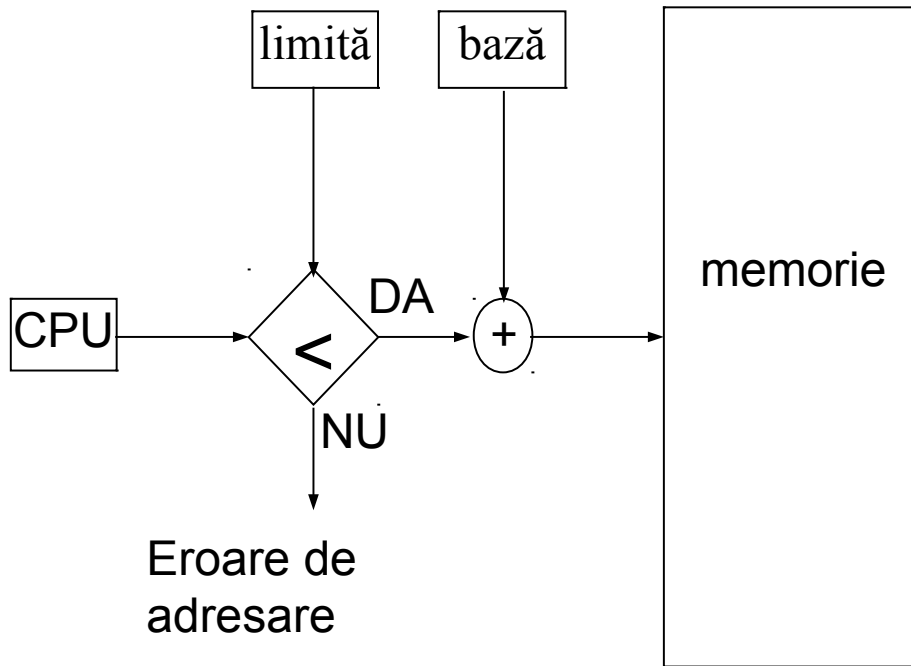 limită
bază
memorie
DA
CPU
<
+
NU
Eroare de
adresare